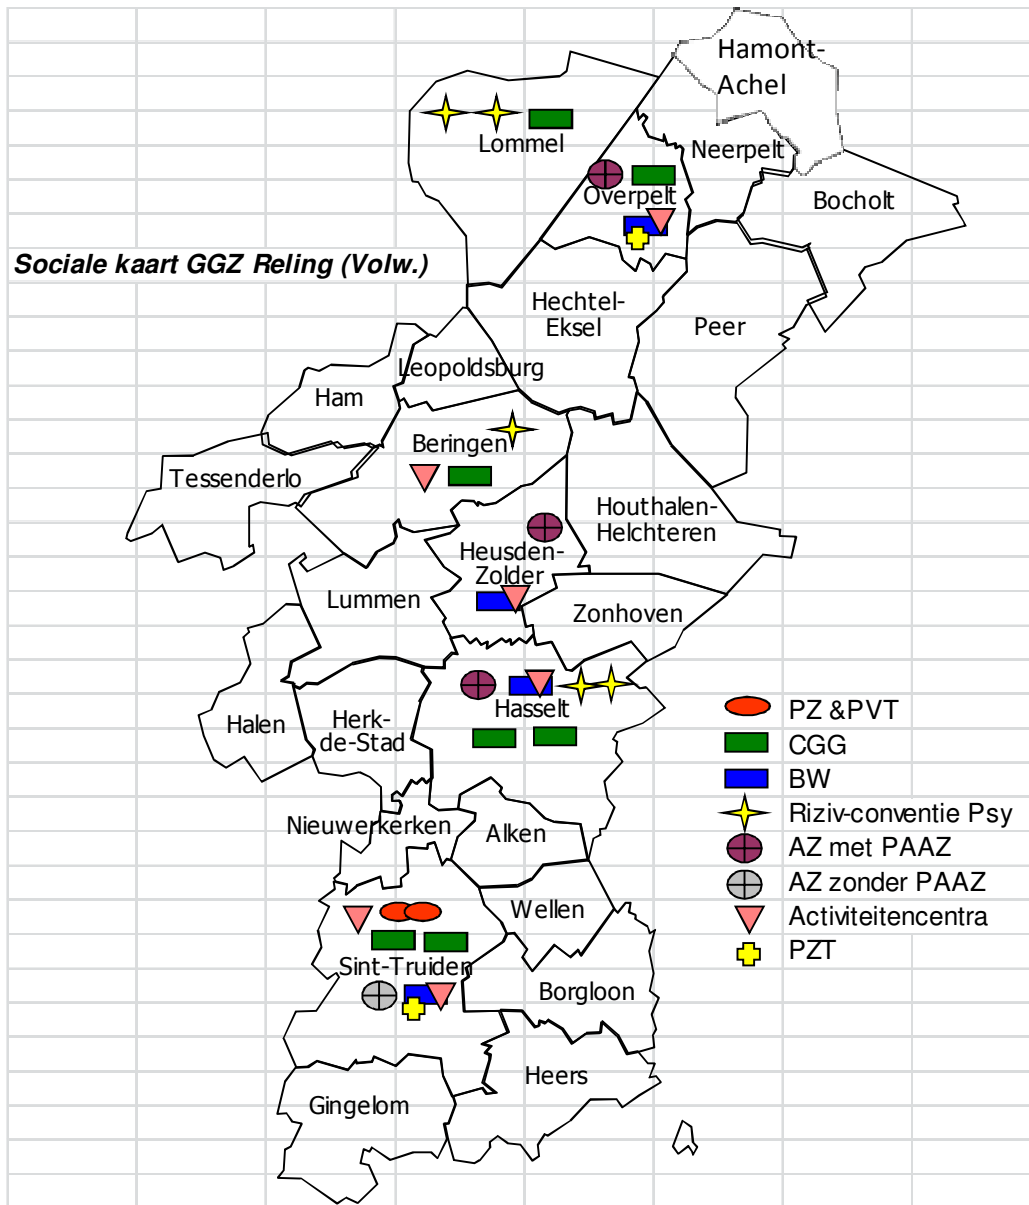 Hamont-
Achel
Neerpelt
Lommel
Overpelt
Bocholt
Sociale kaart GGZ Reling (Volw.)
Hechtel-
Eksel
Peer
Leopoldsburg
Ham
Beringen
Tessenderlo
Houthalen-
Helchteren
Heusden-
Zolder
Lummen
Zonhoven
Hasselt
Halen
Herk-
de-Stad
PZ &PVT
CGG
BW
Riziv-conventie Psy
AZ met PAAZ
AZ zonder PAAZ
Activiteitencentra
PZT
Nieuwerkerken
Alken
Wellen
Sint-Truiden
Borgloon
Heers
Gingelom